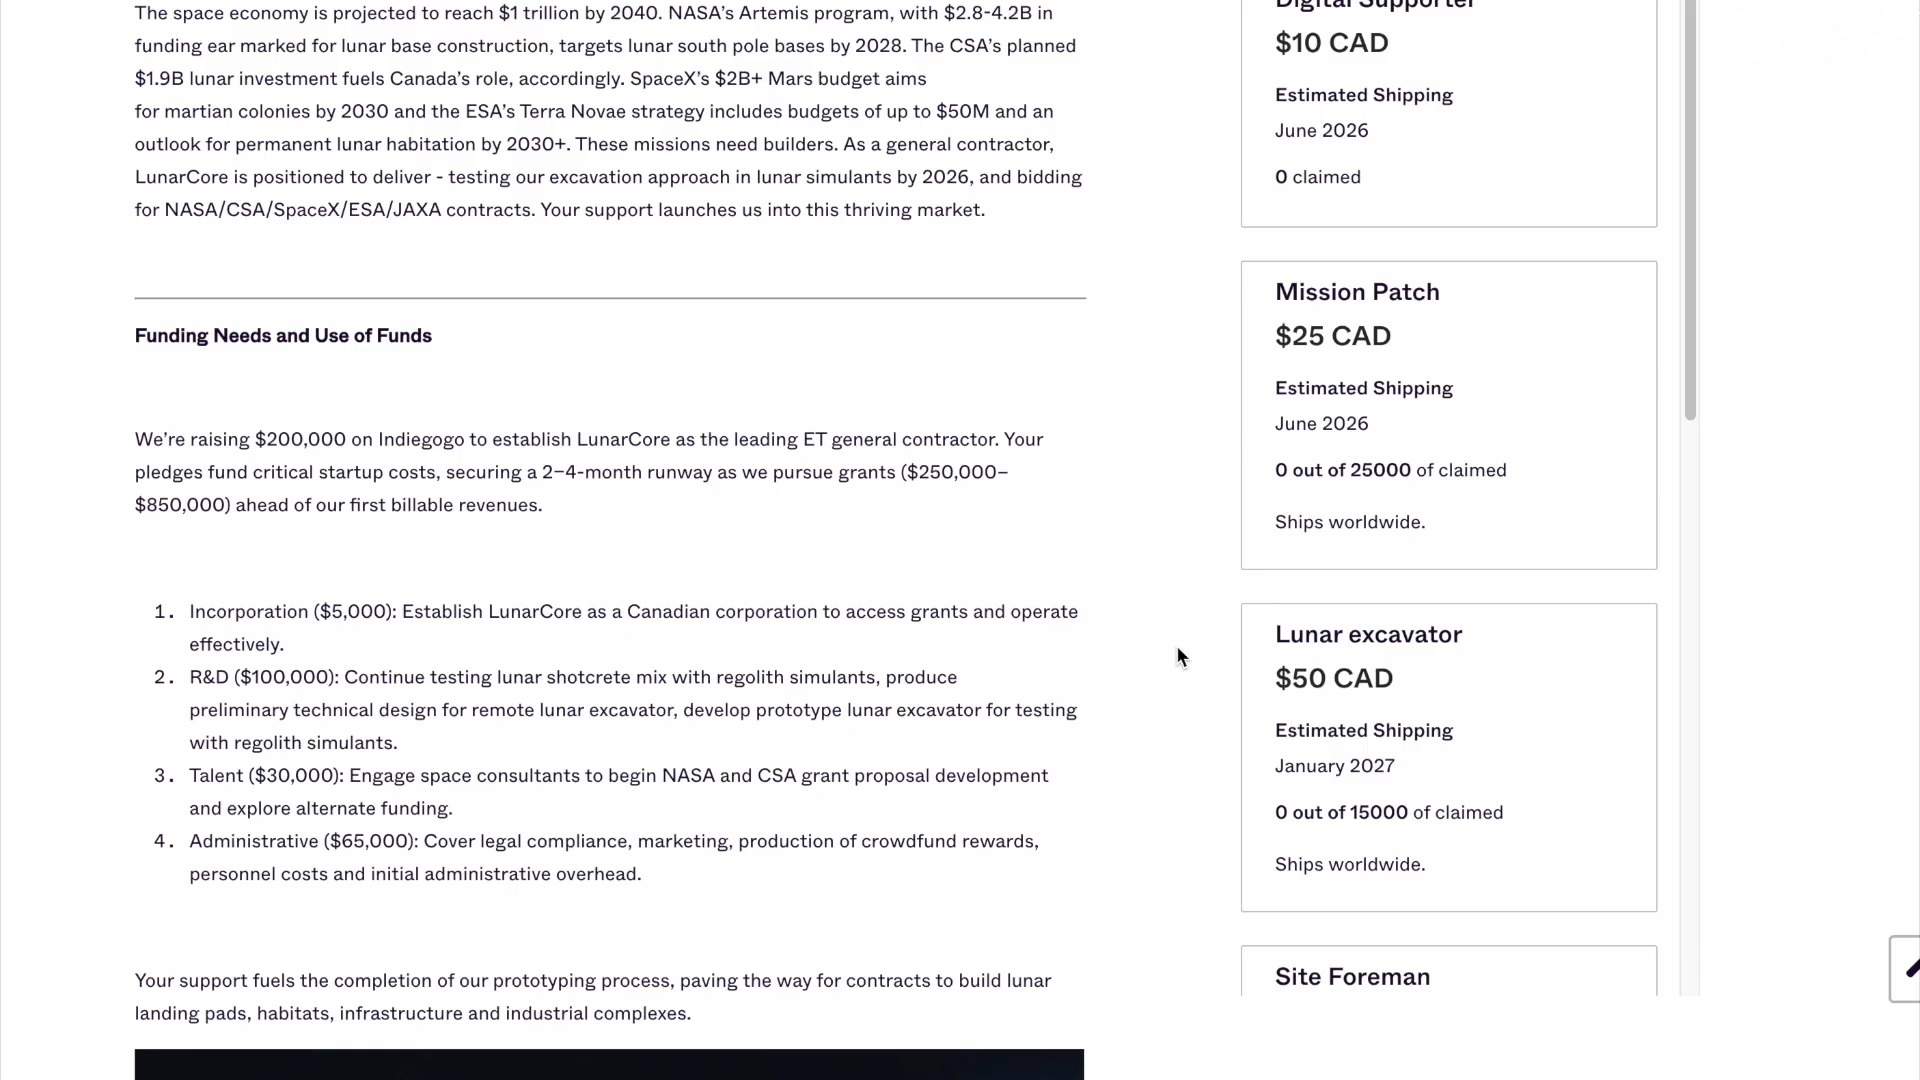 The space economy is projected to reach $1 trillion by 2040. NASA’s Artemis program, with $2.8-4.2B in
funding ear marked for lunar base construction, targets lunar south pole bases by 2028. The CSA’s planned
$1.9B lunar investment fuels Canada’s role, accordingly. SpaceX’s $2B+ Mars budget aims
for martian colonies by 2030 and the ESA’s Terra Novae strategy includes budgets of up to $50M and an
outlook for permanent lunar habitation by 2030+. These missions need builders. As a general contractor,
LunarCore is positioned to deliver - testing our excavation approach in lunar simulants by 2026, and bidding
for NASA/CSA/SpaceX/ESA/JAXA contracts. Your support launches us into this thriving market.
Funding Needs and Use of Funds
We’re raising $200,000 on Indiegogo to establish LunarCore as the leading ET general contractor. Your
pledges fund critical startup costs, securing a 2–4-month runway as we pursue grants ($250,000–
$850,000) ahead of our first billable revenues.
1. Incorporation ($5,000): Establish LunarCore as a Canadian corporation to access grants and operate
effectively.
2. R&D ($100,000): Continue testing lunar shotcrete mix with regolith simulants, produce
preliminary technical design for remote lunar excavator, develop prototype lunar excavator for testing
with regolith simulants.
3. Talent ($30,000): Engage space consultants to begin NASA and CSA grant proposal development
and explore alternate funding.
4. Administrative ($65,000): Cover legal compliance, marketing, production of crowdfund rewards,
personnel costs and initial administrative overhead.
Your support fuels the completion of our prototyping process, paving the way for contracts to build lunar
landing pads, habitats, infrastructure and industrial complexes.
Digital Supporter
$10 CAD
Estimated Shipping
June 2026
0 claimed
Mission Patch
$25 CAD
Estimated Shipping
June 2026
0 out of 25000 of claimed
Ships worldwide.
Lunar excavator
$50 CAD
Estimated Shipping
January 2027
0 out of 15000 of claimed
Ships worldwide.
Site Foreman